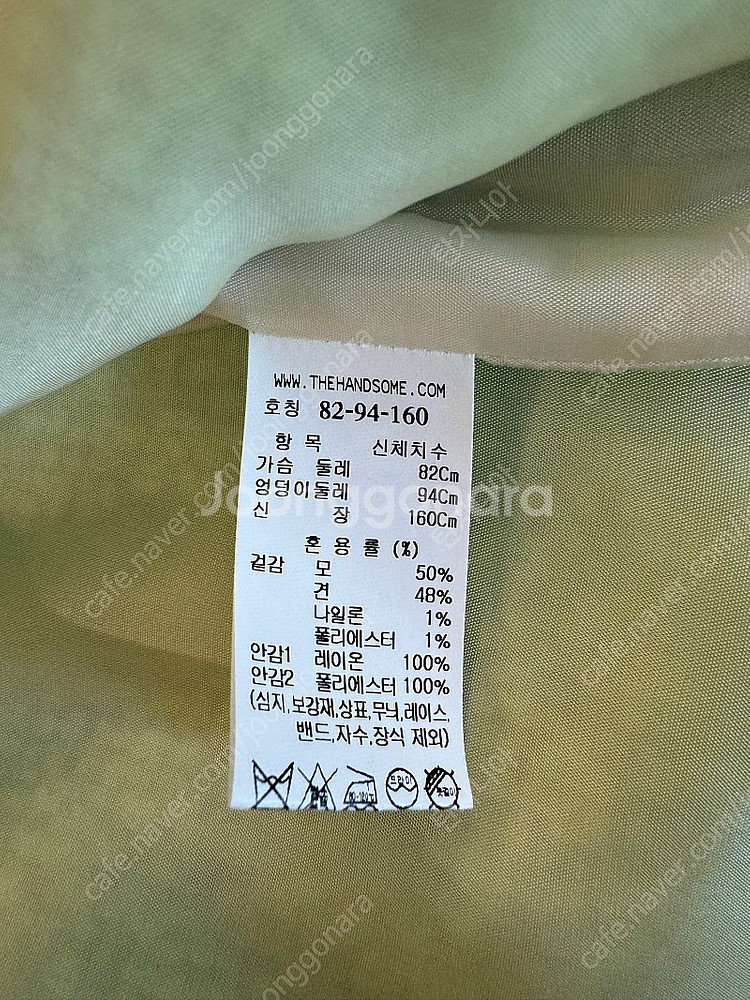 WWW.THEHANDSOME.COM
호칭 82-94-160
항 목 신체치수
가슴 둘레 82Cm
엉덩이둘레 94Cm
신 장 160Cm
혼 용 률 (%)
겉감 모 50%
견 48%
나일론 1%
폴리에스터 1%
안감1 레이온 100%
안감2 폴리에스터 100%
(심지,보강재,상표,무늬,레이스,
밴드,자수,장식 제외)
드라이
Joonggonara
cafe.naver.com/joonggonara